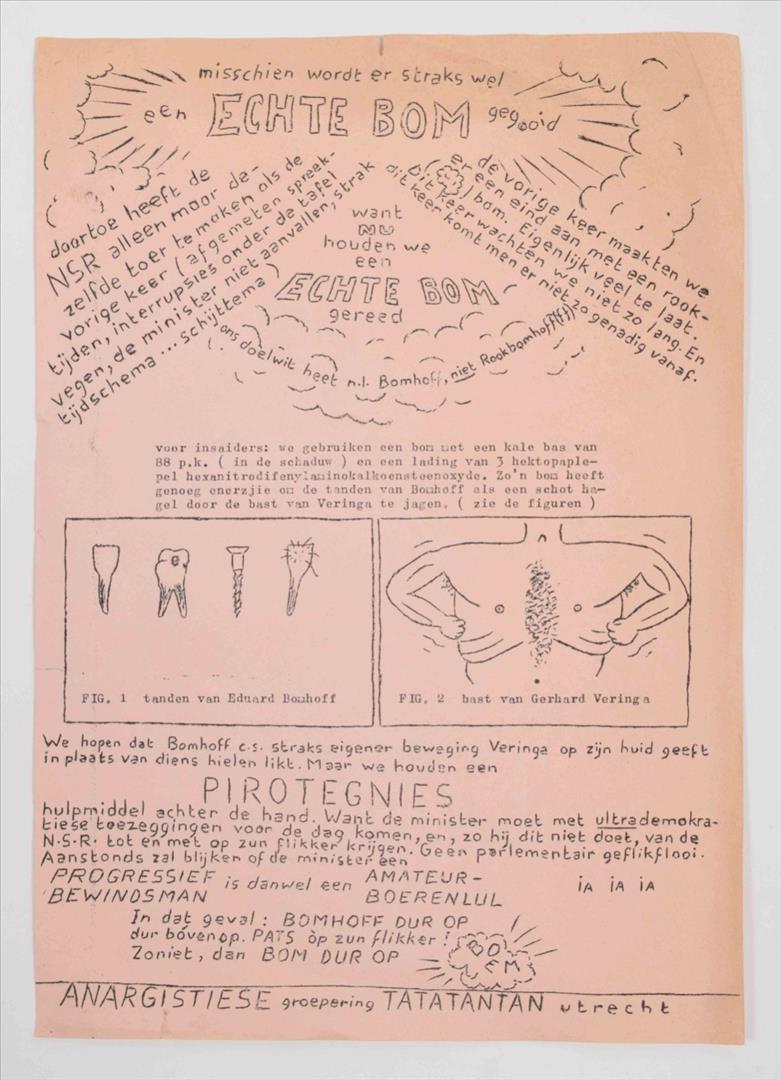 misschien wordt er straks wel
een ECHTE BOM gegooid
daartoe heeft de
NSR alleen maar de-
zelfde toer te maken als de
vorige keer (afgemeten spreek-
tijden, interrupsies onder de tafel
vegen, de minister niet aanvallen, strak
tijdschema ... schijttema)
de vorige keer maakten we
er een eind aan met een rook-
bom. Eigenlijk veel te laat.
Dit keer wachten we niet zo lang. En
dit keer komt men er niet zo genadig vanaf.
want
NU
houden we
een
ECHTE BOM
gereed
ons doelwit heet n.l. Bomhoff, niet Rookbomhoff(!!!)
voor insaiders: we gebruiken een bom met een kale bas van
88 p.k. ( in de schaduw ) en een lading van 3 hektopaple-
pel hexanitrodifenylaminokalkoensteenoxyde. Zo'n bom heeft
genoeg enerzjie om de tanden van Bomhoff als een schot ha-
gel door de bast van Veringa te jagen. ( zie de figuren )
FIG. 1 tanden van Eduard Bomhoff
FIG. 2 bast van Gerhard Veringa
We hopen dat Bomhoff c.s. straks eigener beweging Veringa op zijn huid geeft
in plaats van diens hielen likt. Maar we houden een
PIROTEGNIES
hulpmiddel achter de hand. Want de minister moet met ultrademokra-
tiese toezeggingen voor de dag komen, en, zo hij dit niet doet, van de
N.S.R. tot en met op zun flikker krijgen. Geen parlementair geflikflooi.
Aanstonds zal blijken of de minister een
PROGRESSIEF is danwel een AMATEUR- iA iA iA
BEWINDSMAN BOERENLUL
In dat geval: BOMHOFF DUR OP
dur bóvenop. PATS òp zun flikker!
Zoniet, dan BOM DUR OP
BO
EM
ANARGISTIESE groepering TATATANTAN utrecht